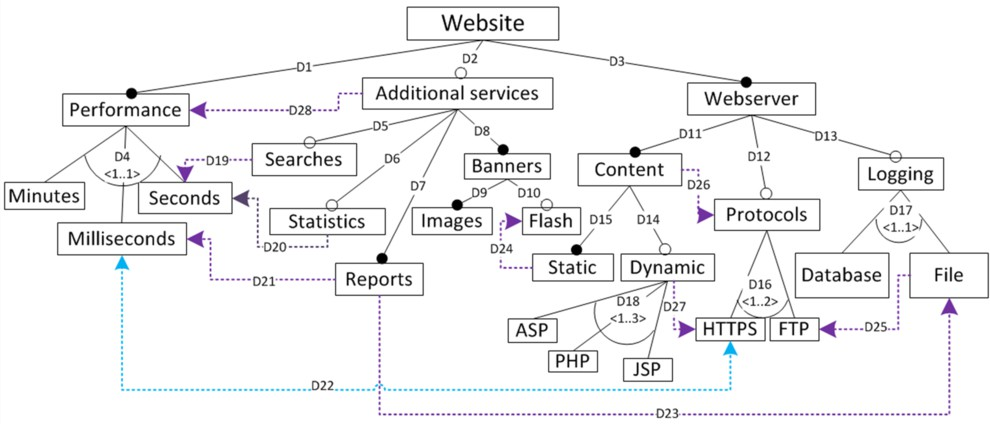 Website
D1
D2
D3
Performance
Additional services
Webserver
D28
D4
<1..1>
D5
D6
D7
D8
D11
D12
D13
D19
Searches
Banners
Content
D26
Logging
Minutes
Seconds
D9
D10
Protocols
D17
<1..1>
Statistics
Images
Flash
D15
D14
Milliseconds
D20
D24
D21
Reports
Static
Dynamic
Database
File
D16
<1..2>
D18
<1..3>
D27
ASP
HTTPS
FTP
D25
PHP
JSP
D22
D23